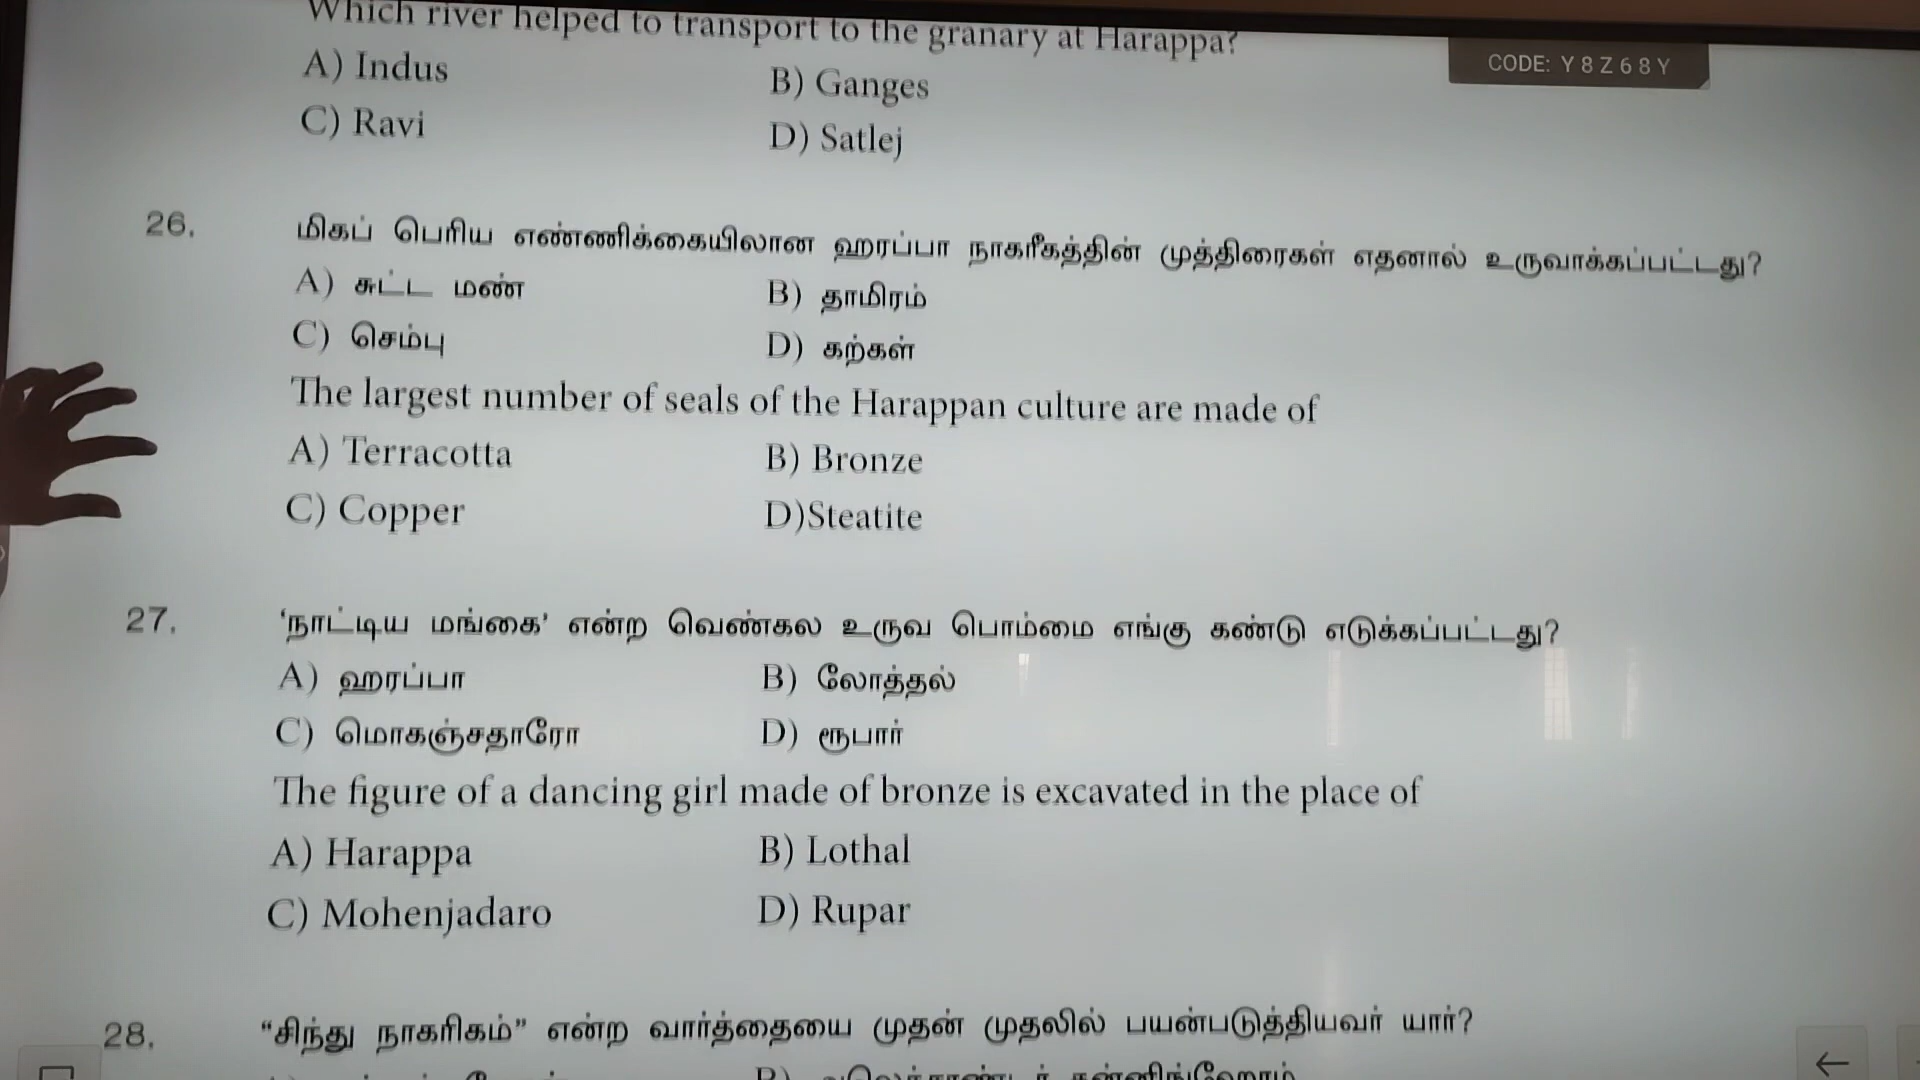 Which river helped to transport to the granary at Harappa?
CODE: Y8Z68Y
A) Indus B) Ganges
C) Ravi D) Satlej
26. மிகப் பெரிய எண்ணிக்கையிலான ஹரப்பா நாகரீகத்தின் முத்திரைகள் எதனால் உருவாக்கப்பட்டது?
A) சுட்ட மண் B) தாமிரம்
C) செம்பு D) கற்கள்
The largest number of seals of the Harappan culture are made of
A) Terracotta B) Bronze
C) Copper D)Steatite
27. ‘நாட்டிய மங்கை’ என்ற வெண்கல உருவ பொம்மை எங்கு கண்டு எடுக்கப்பட்டது?
A) ஹரப்பா B) லோத்தல்
C) மொகஞ்சதாரோ D) ரூபார்
The figure of a dancing girl made of bronze is excavated in the place of
A) Harappa B) Lothal
C) Mohenjadaro D) Rupar
28. “சிந்து நாகரிகம்” என்ற வார்த்தையை முதன் முதலில் பயன்படுத்தியவர் யார்?
B)